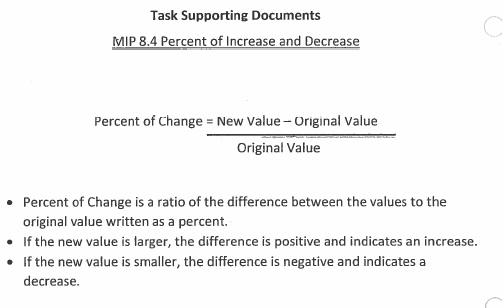 Task Supporting Documents
MIP 8.4 Percent of Increase and Decrease
Percent of Change = New Value – Original Value
Original Value
• Percent of Change is a ratio of the difference between the values to the
original value written as a percent.
• If the new value is larger, the difference is positive and indicates an increase.
• If the new value is smaller, the difference is negative and indicates a
decrease.